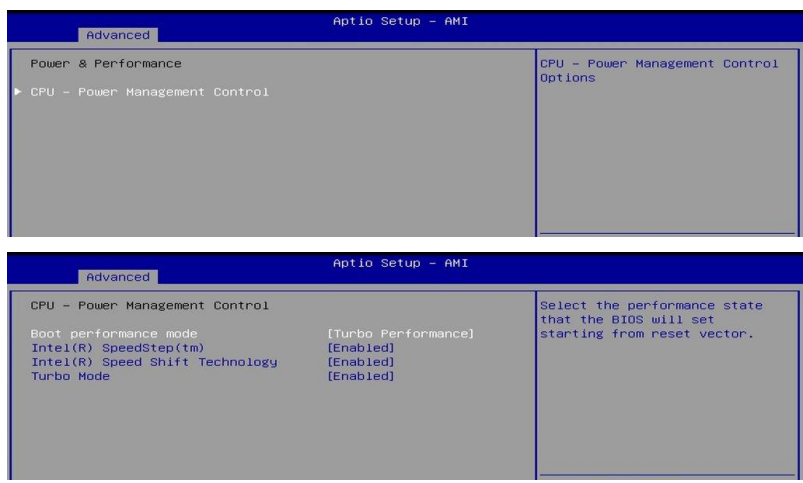 Aptio Setup – AMI
Advanced
Power & Performance
CPU – Power Management Control
Options
▶ CPU – Power Management Control
Aptio Setup – AMI
Advanced
CPU – Power Management Control
Boot performance mode [Turbo Performance]
Intel(R) SpeedStep(tm) [Enabled]
Intel(R) Speed Shift Technology [Enabled]
Turbo Mode [Enabled]
Select the performance state
that the BIOS will set
starting from reset vector.